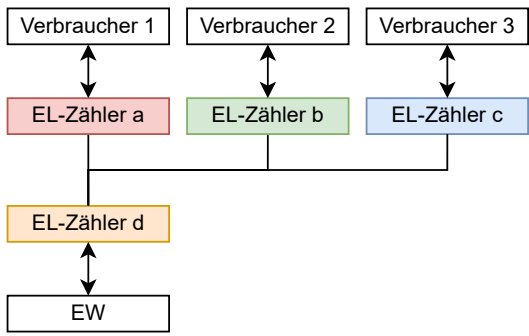 Verbraucher 1
Verbraucher 2
Verbraucher 3
EL-Zähler a
EL-Zähler b
EL-Zähler c
EL-Zähler d
EW